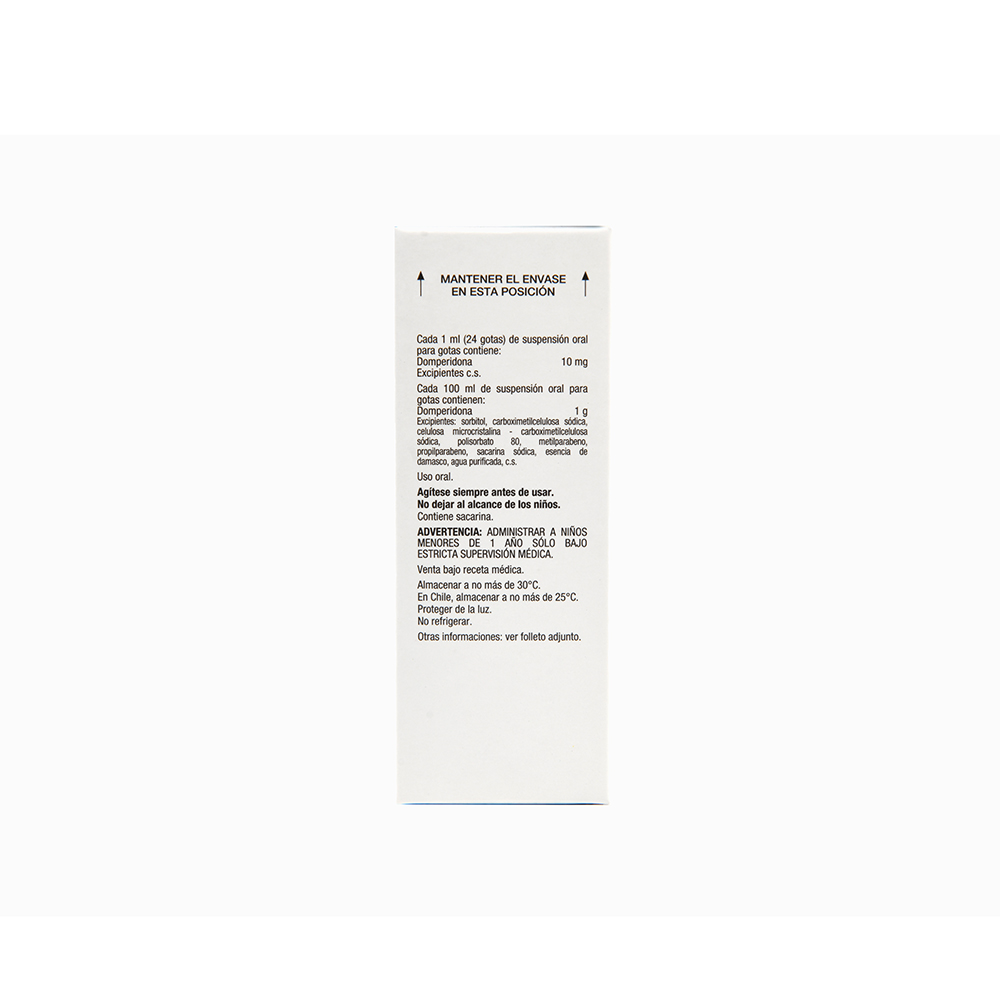 MANTENER EL ENVASE
EN ESTA POSICIÓN
Cada 1 ml (24 gotas) de suspensión oral
para gotas contiene:
Domperidona 10 mg
Excipientes c.s.
Cada 100 ml de suspensión oral para
gotas contienen:
Domperidona 1 g
Excipientes: sorbitol, carboximetilcelulosa sódica,
celulosa microcristalina - carboximetilcelulosa
sódica, polisorbato 80, metilparabeno,
propilparabeno, sacarina sódica, esencia de
damasco, agua purificada, c.s.
Uso oral.
Agítese siempre antes de usar.
No dejar al alcance de los niños.
Contiene sacarina.
ADVERTENCIA: ADMINISTRAR A NIÑOS
MENORES DE 1 AÑO SÓLO BAJO
ESTRICTA SUPERVISIÓN MÉDICA.
Venta bajo receta médica.
Almacenar a no más de 30°C.
En Chile, almacenar a no más de 25°C.
Proteger de la luz.
No refrigerar.
Otras informaciones: ver folleto adjunto.